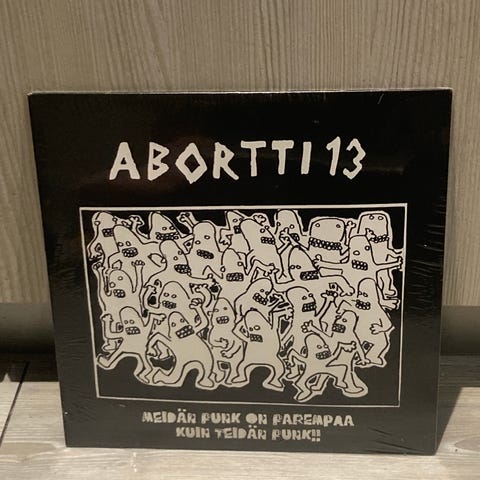 ABORTTI 13
MEIDÄN PUNK ON PAREMPAA
KUIN TEIDÄN PUNK!!